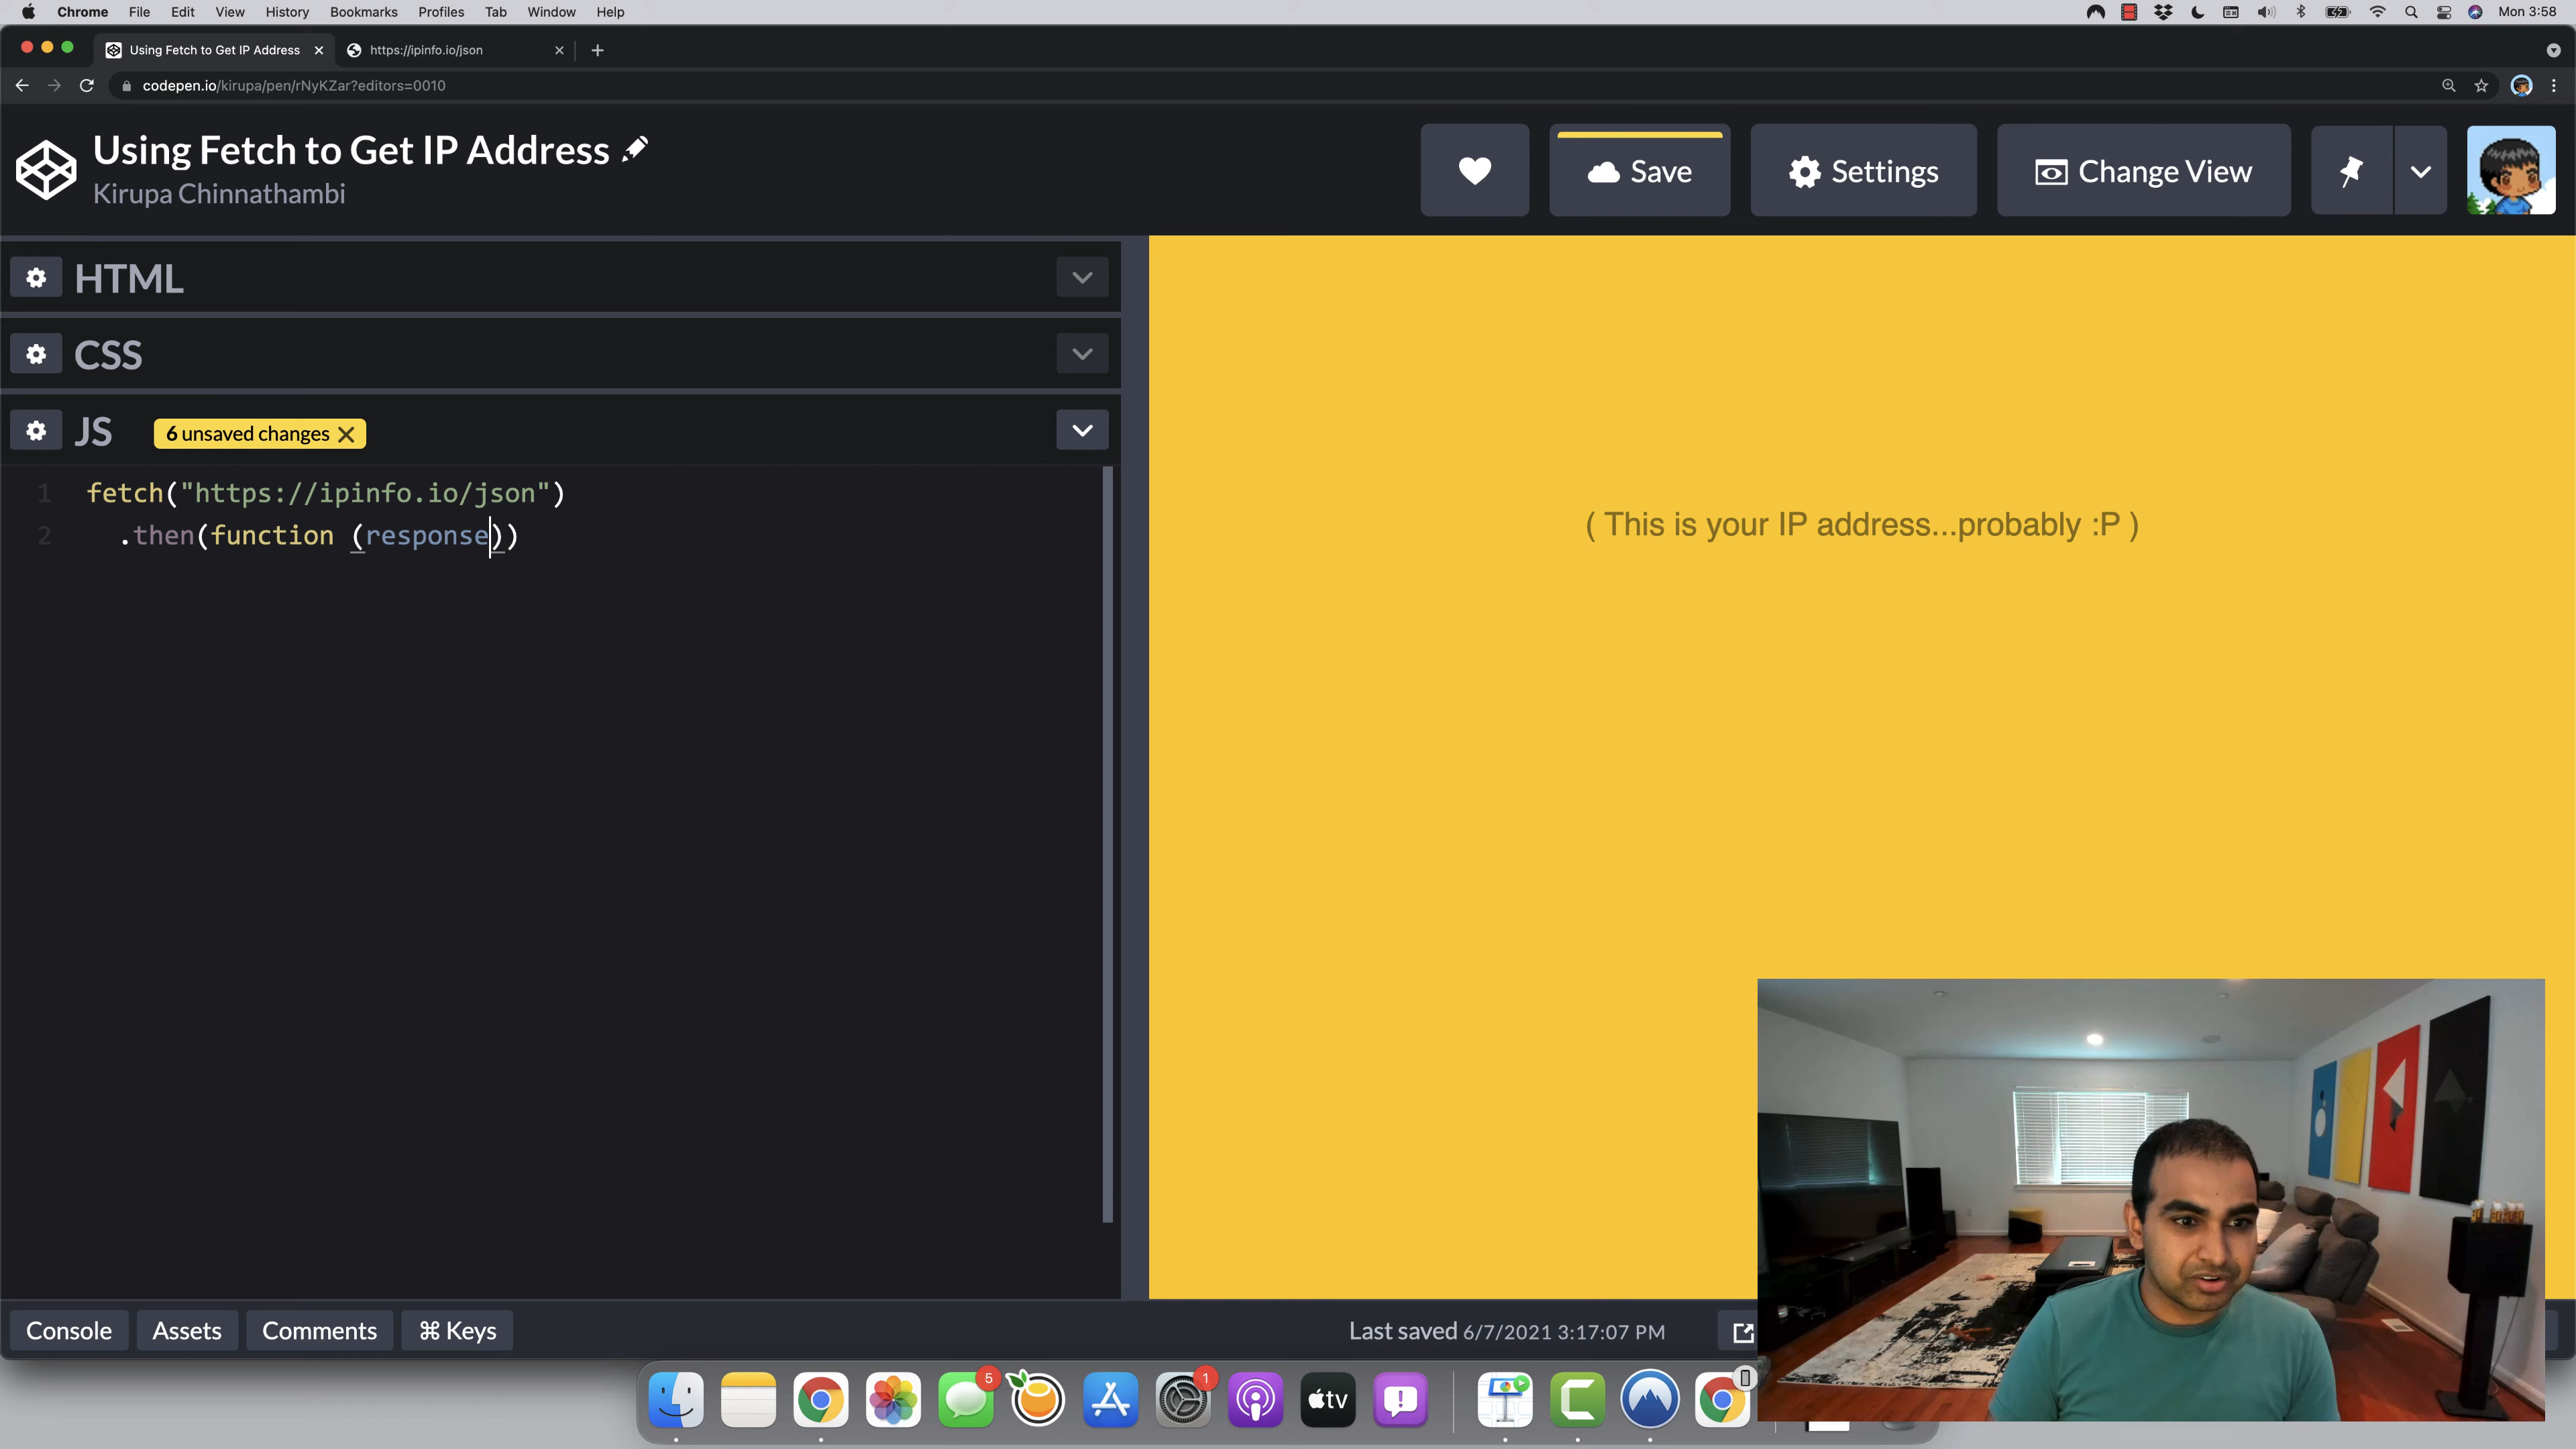 Chrome File Edit View History Bookmarks Profiles Tab Window Help Mon 3:58
Using Fetch to Get IP Address https://ipinfo.io/json
codepen.io/kirupa/pen/rNyKZar?editors=0010
Using Fetch to Get IP Address
Kirupa Chinnathambi
Save Settings Change View
HTML
CSS
JS 6 unsaved changes
1 fetch("https://ipinfo.io/json")
2 .then(function (response))
( This is your IP address...probably :P )
Console Assets Comments ⌘ Keys Last saved 6/7/2021 3:17:07 PM
5 1 tv